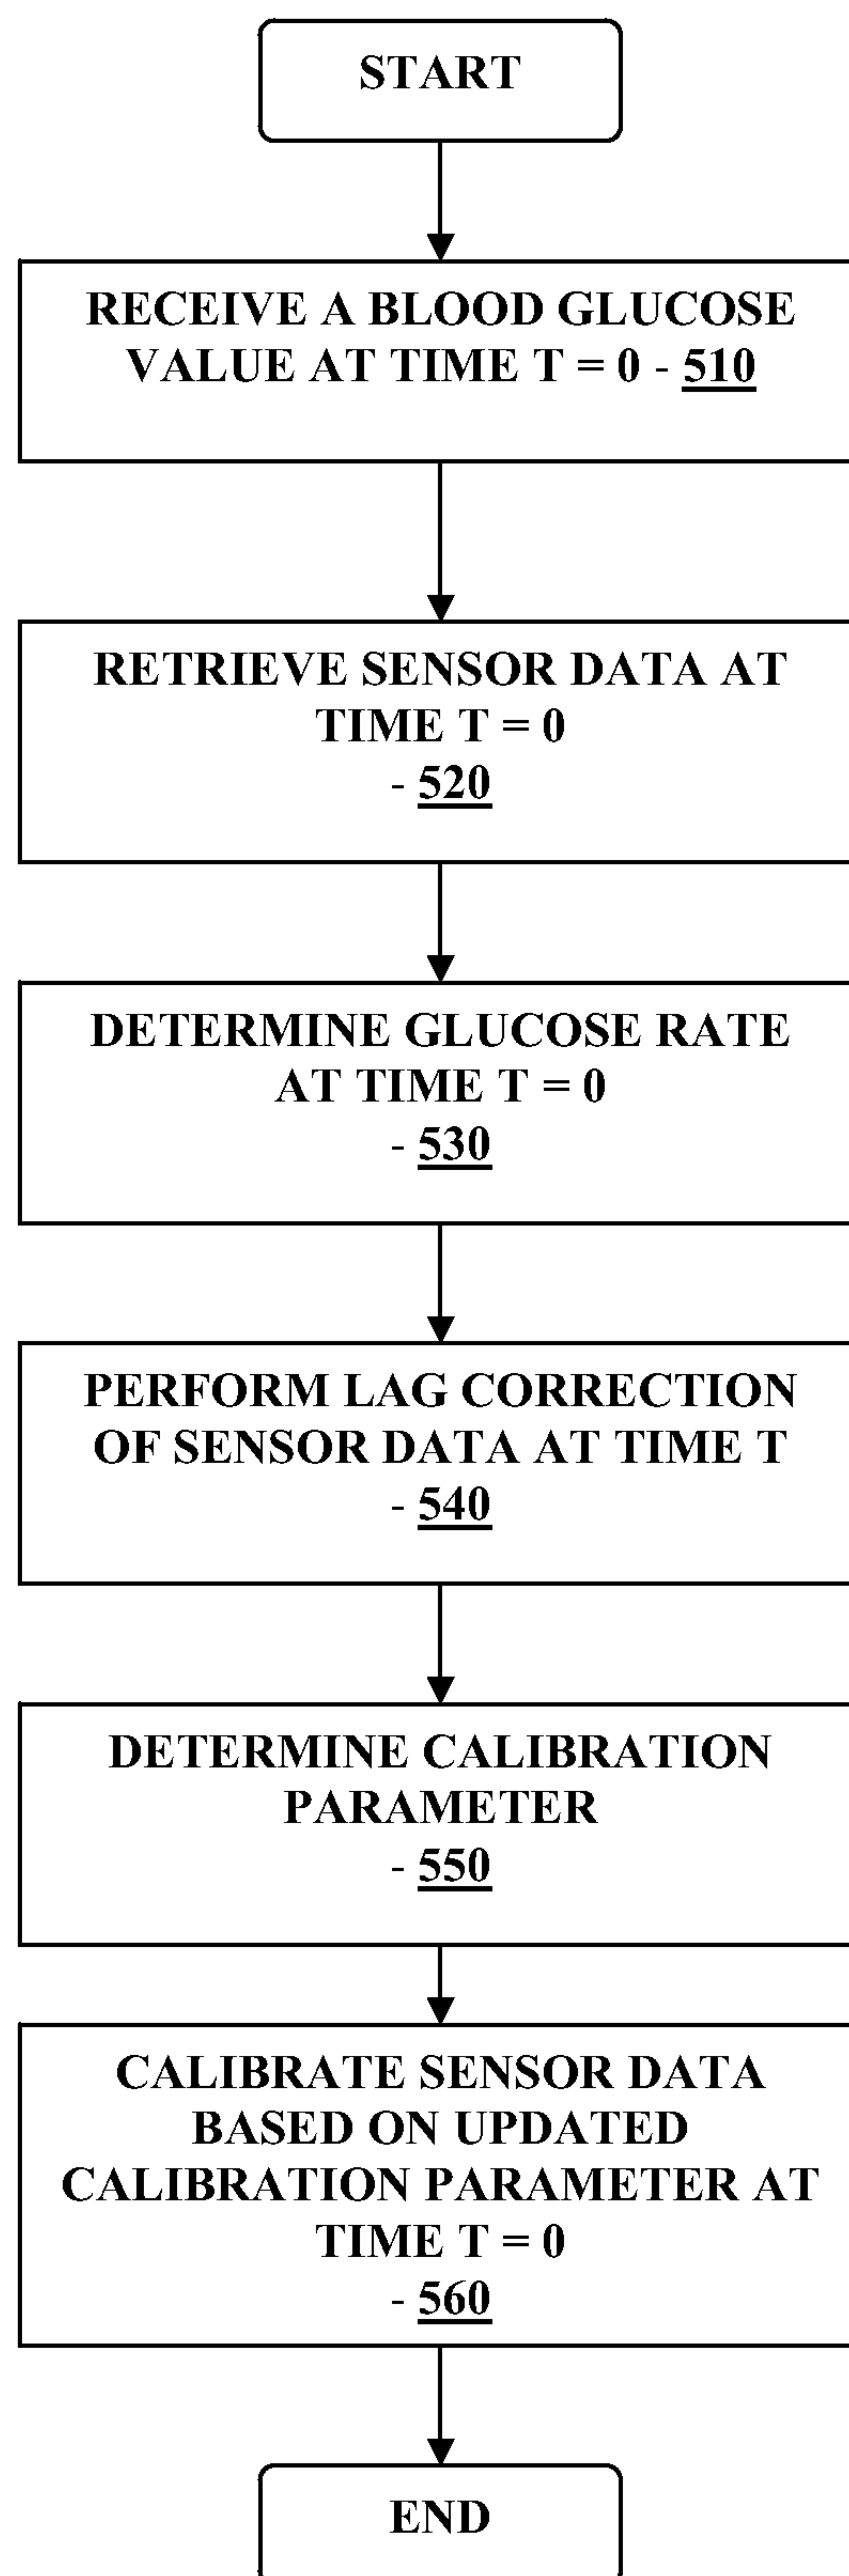 START
RECEIVE A BLOOD GLUCOSE
VALUE AT TIME T = 0 - 510
RETRIEVE SENSOR DATA AT
TIME T = 0
- 520
DETERMINE GLUCOSE RATE
AT TIME T = 0
- 530
PERFORM LAG CORRECTION
OF SENSOR DATA AT TIME T
- 540
DETERMINE CALIBRATION
PARAMETER
- 550
CALIBRATE SENSOR DATA
BASED ON UPDATED
CALIBRATION PARAMETER AT
TIME T = 0
- 560
END